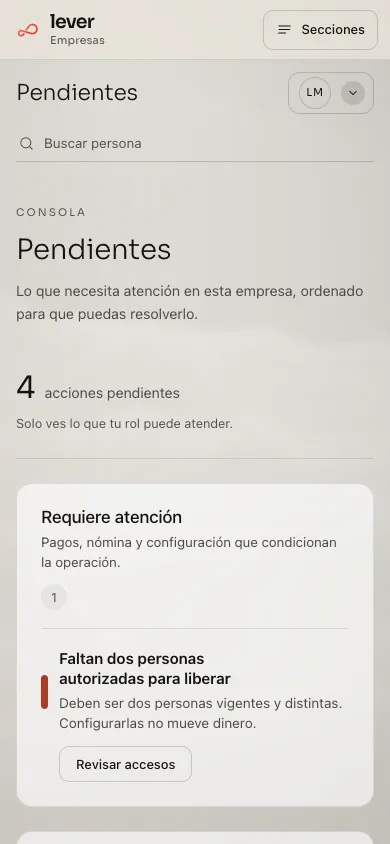 lever
Empresas
Secciones
Pendientes
LM
Buscar persona
CONSOLA
Pendientes
Lo que necesita atención en esta empresa, ordenado
para que puedas resolverlo.
4 acciones pendientes
Solo ves lo que tu rol puede atender.
Requiere atención
Pagos, nómina y configuración que condicionan
la operación.
1
Faltan dos personas
autorizadas para liberar
Deben ser dos personas vigentes y distintas.
Configurarlas no mueve dinero.
Revisar accesos